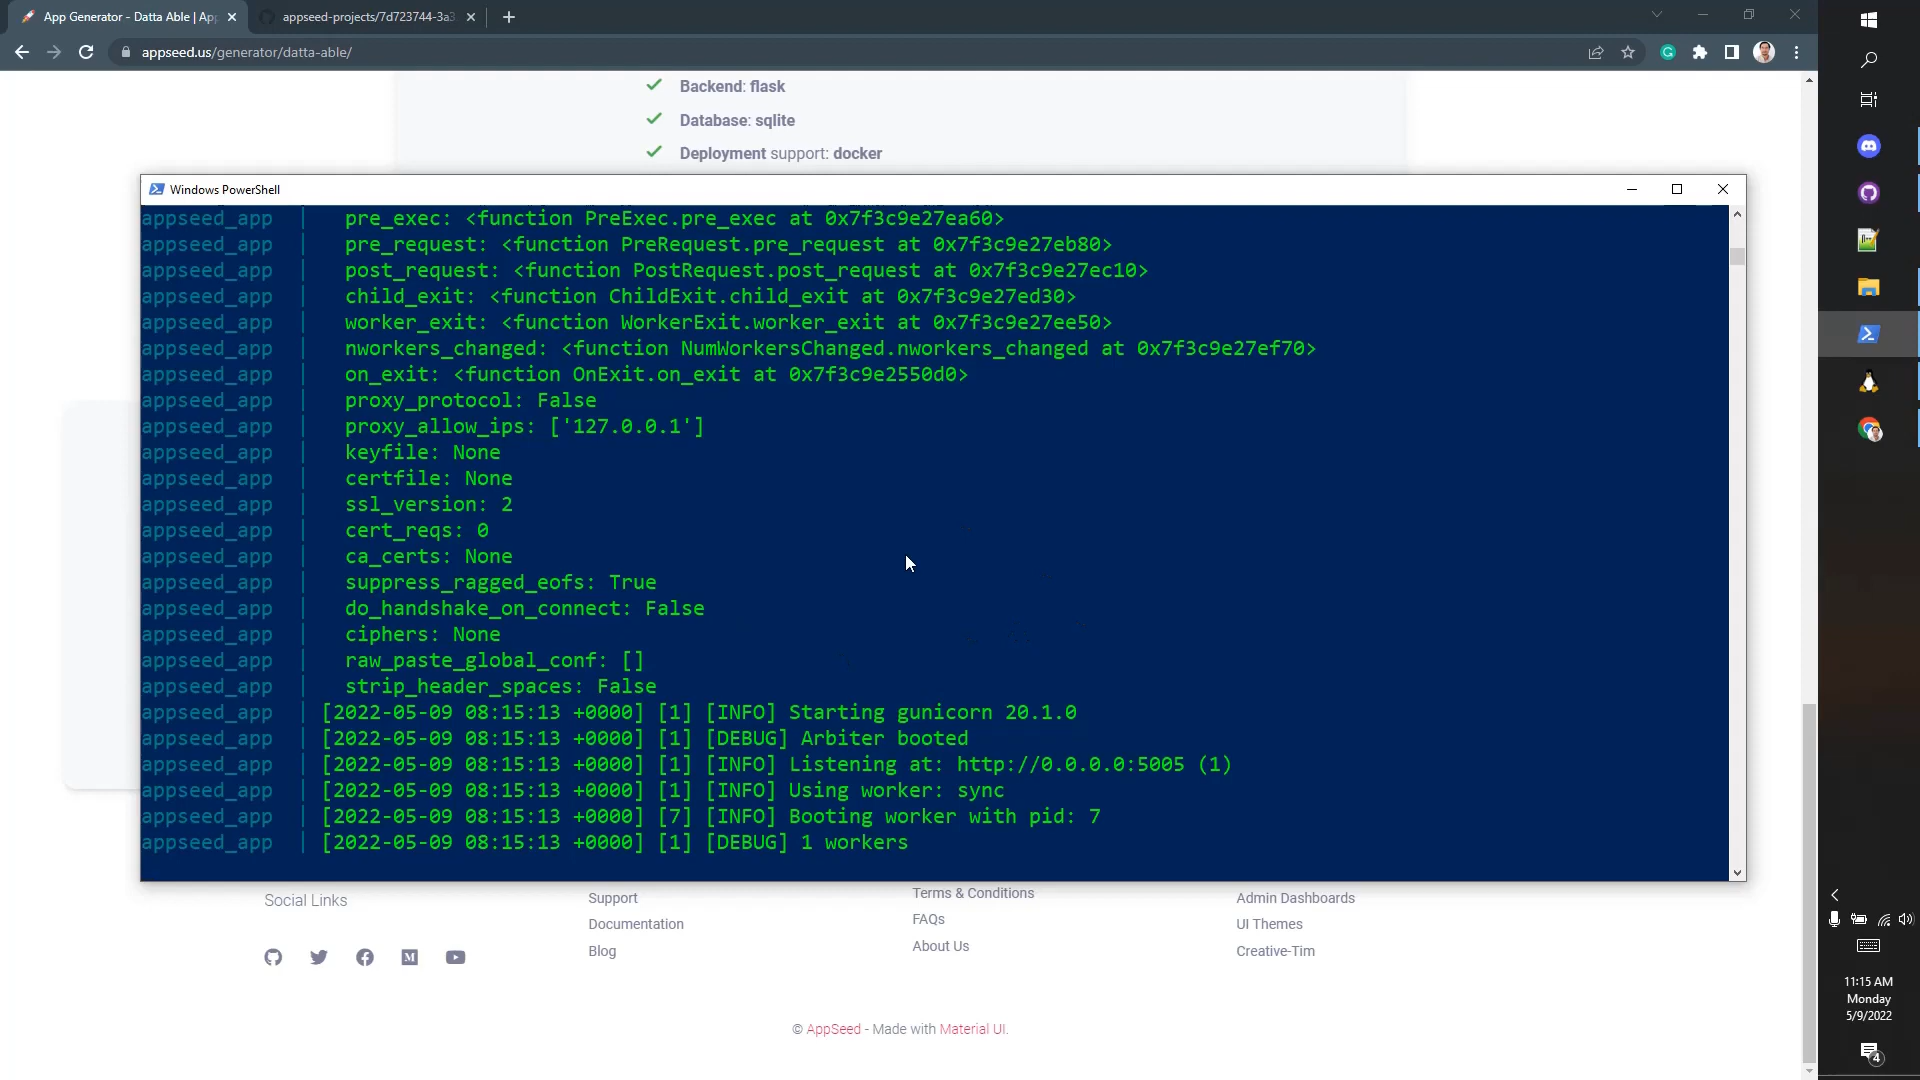 App Generator - Datta Able | Ap
appseed-projects/7d723744-3a3
appseed.us/generator/datta-able/
Backend: flask
Database: sqlite
Deployment support: docker
Windows PowerShell
appseed_app | pre_exec: <function PreExec.pre_exec at 0x7f3c9e27ea60>
appseed_app | pre_request: <function PreRequest.pre_request at 0x7f3c9e27eb80>
appseed_app | post_request: <function PostRequest.post_request at 0x7f3c9e27ec10>
appseed_app | child_exit: <function ChildExit.child_exit at 0x7f3c9e27ed30>
appseed_app | worker_exit: <function WorkerExit.worker_exit at 0x7f3c9e27ee50>
appseed_app | nworkers_changed: <function NumWorkersChanged.nworkers_changed at 0x7f3c9e27ef70>
appseed_app | on_exit: <function OnExit.on_exit at 0x7f3c9e2550d0>
appseed_app | proxy_protocol: False
appseed_app | proxy_allow_ips: ['127.0.0.1']
appseed_app | keyfile: None
appseed_app | certfile: None
appseed_app | ssl_version: 2
appseed_app | cert_reqs: 0
appseed_app | ca_certs: None
appseed_app | suppress_ragged_eofs: True
appseed_app | do_handshake_on_connect: False
appseed_app | ciphers: None
appseed_app | raw_paste_global_conf: []
appseed_app | strip_header_spaces: False
appseed_app | [2022-05-09 08:15:13 +0000] [1] [INFO] Starting gunicorn 20.1.0
appseed_app | [2022-05-09 08:15:13 +0000] [1] [DEBUG] Arbiter booted
appseed_app | [2022-05-09 08:15:13 +0000] [1] [INFO] Listening at: http://0.0.0.0:5005 (1)
appseed_app | [2022-05-09 08:15:13 +0000] [1] [INFO] Using worker: sync
appseed_app | [2022-05-09 08:15:13 +0000] [7] [INFO] Booting worker with pid: 7
appseed_app | [2022-05-09 08:15:13 +0000] [1] [DEBUG] 1 workers
Social Links
Support
Documentation
Blog
Terms & Conditions
FAQs
About Us
Admin Dashboards
UI Themes
Creative-Tim
© AppSeed - Made with Material UI.
11:15 AM
Monday
5/9/2022
4